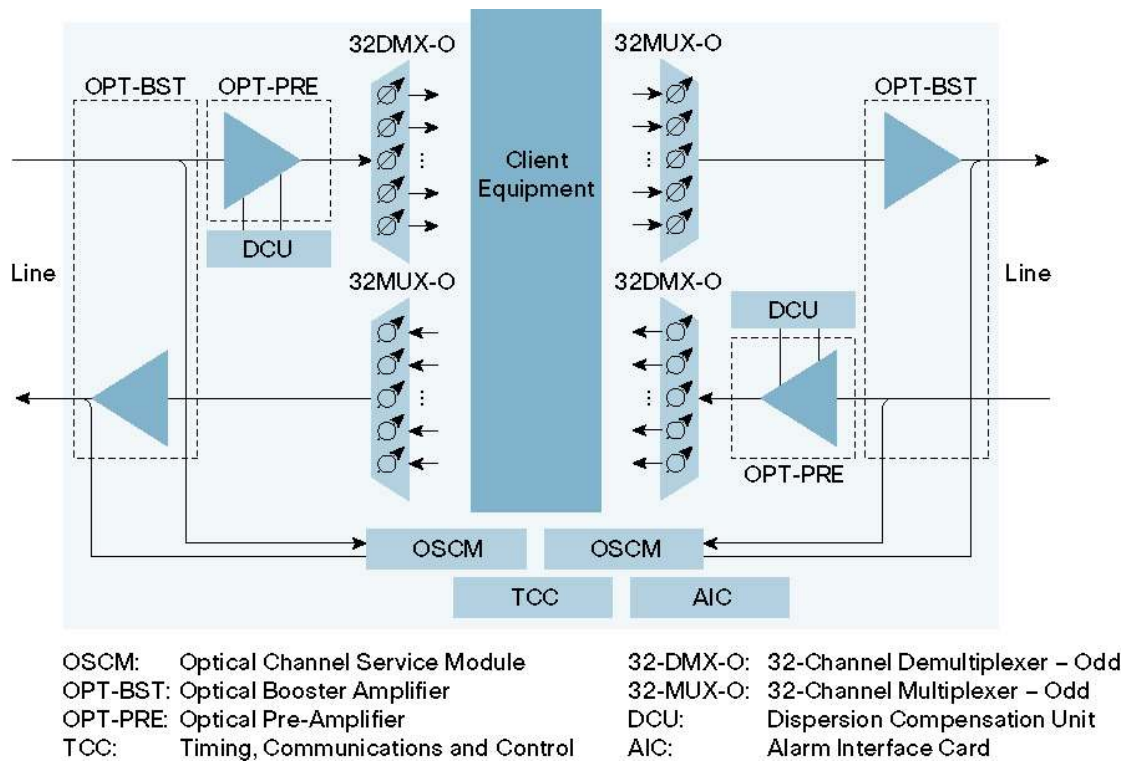 32DMX-O
32MUX-O
OPT-BST
OPT-PRE
OPT-BST
Client
Equipment
DCU
Line
32MUX-O
32DMX-O
Line
DCU
OPT-PRE
OSCM
OSCM
TCC
AIC
OSCM: Optical Channel Service Module
OPT-BST: Optical Booster Amplifier
OPT-PRE: Optical Pre-Amplifier
TCC: Timing, Communications and Control
32-DMX-O: 32-Channel Demultiplexer – Odd
32-MUX-O: 32-Channel Multiplexer – Odd
DCU: Dispersion Compensation Unit
AIC: Alarm Interface Card